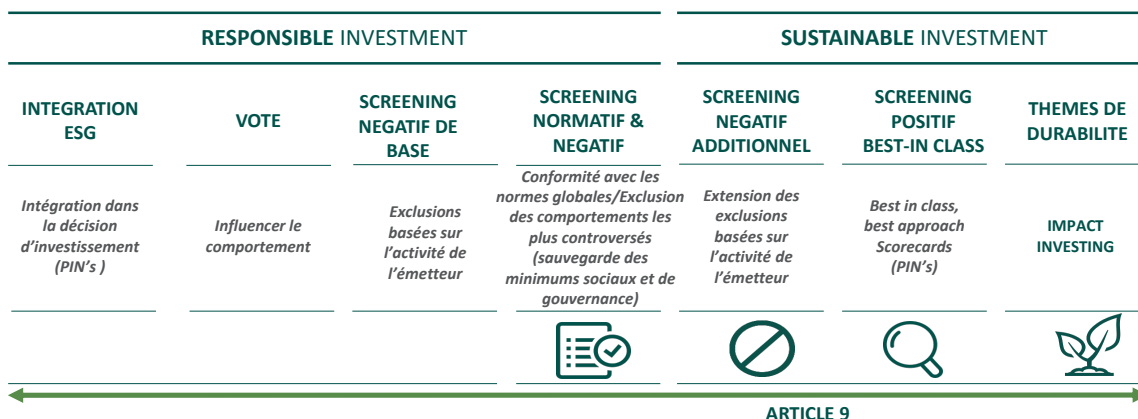 RESPONSIBLE INVESTMENT
SUSTAINABLE INVESTMENT
INTEGRATION
ESG
VOTE
SCREENING
NEGATIF DE
BASE
SCREENING
NORMATIF &
NEGATIF
SCREENING
NEGATIF
ADDITIONNEL
SCREENING
POSITIF
BEST-IN CLASS
THEMES DE
DURABILITE
Intégration dans
la décision
d'investissement
(PIN's )
Influencer le
comportement
Exclusions
basées sur
l'activité de
l'émetteur
Conformité avec les
normes globales/Exclusion
des comportements les
plus controversés
(sauvegarde des
minimums sociaux et de
gouvernance)
Extension des
exclusions
basées sur
l'activité de
l'émetteur
Best in class,
best approach
Scorecards
(PIN's)
IMPACT
INVESTING
ARTICLE 9